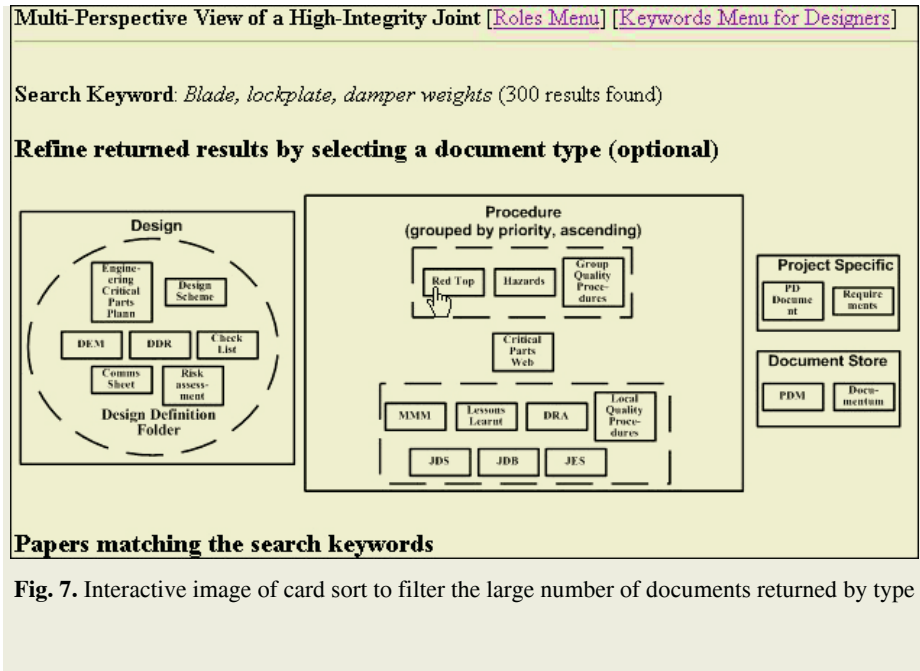 Multi-Perspective View of a High-Integrity Joint [Roles Menu] [Keywords Menu for Designers]
Search Keyword: Blade, lockplate, damper weights (300 results found)
Refine returned results by selecting a document type (optional)
Design
Engine-
ering
Critical
Parts
Plann
Design
Scheme
DEM
DDR
Check
List
Comms
Sheet
Risk
assess-
ment
Design Definition
Folder
Procedure
(grouped by priority, ascending)
Red Top
Hazards
Group
Quality
Proce-
dures
Critical
Parts
Web
MMM
Lessons
Learnt
DRA
Local
Quality
Proce-
dures
JDS
JDB
JES
Project Specific
PD
Docume
nt
Require
ments
Document Store
PDM
Docu-
mentum
Papers matching the search keywords
Fig. 7. Interactive image of card sort to filter the large number of documents returned by type